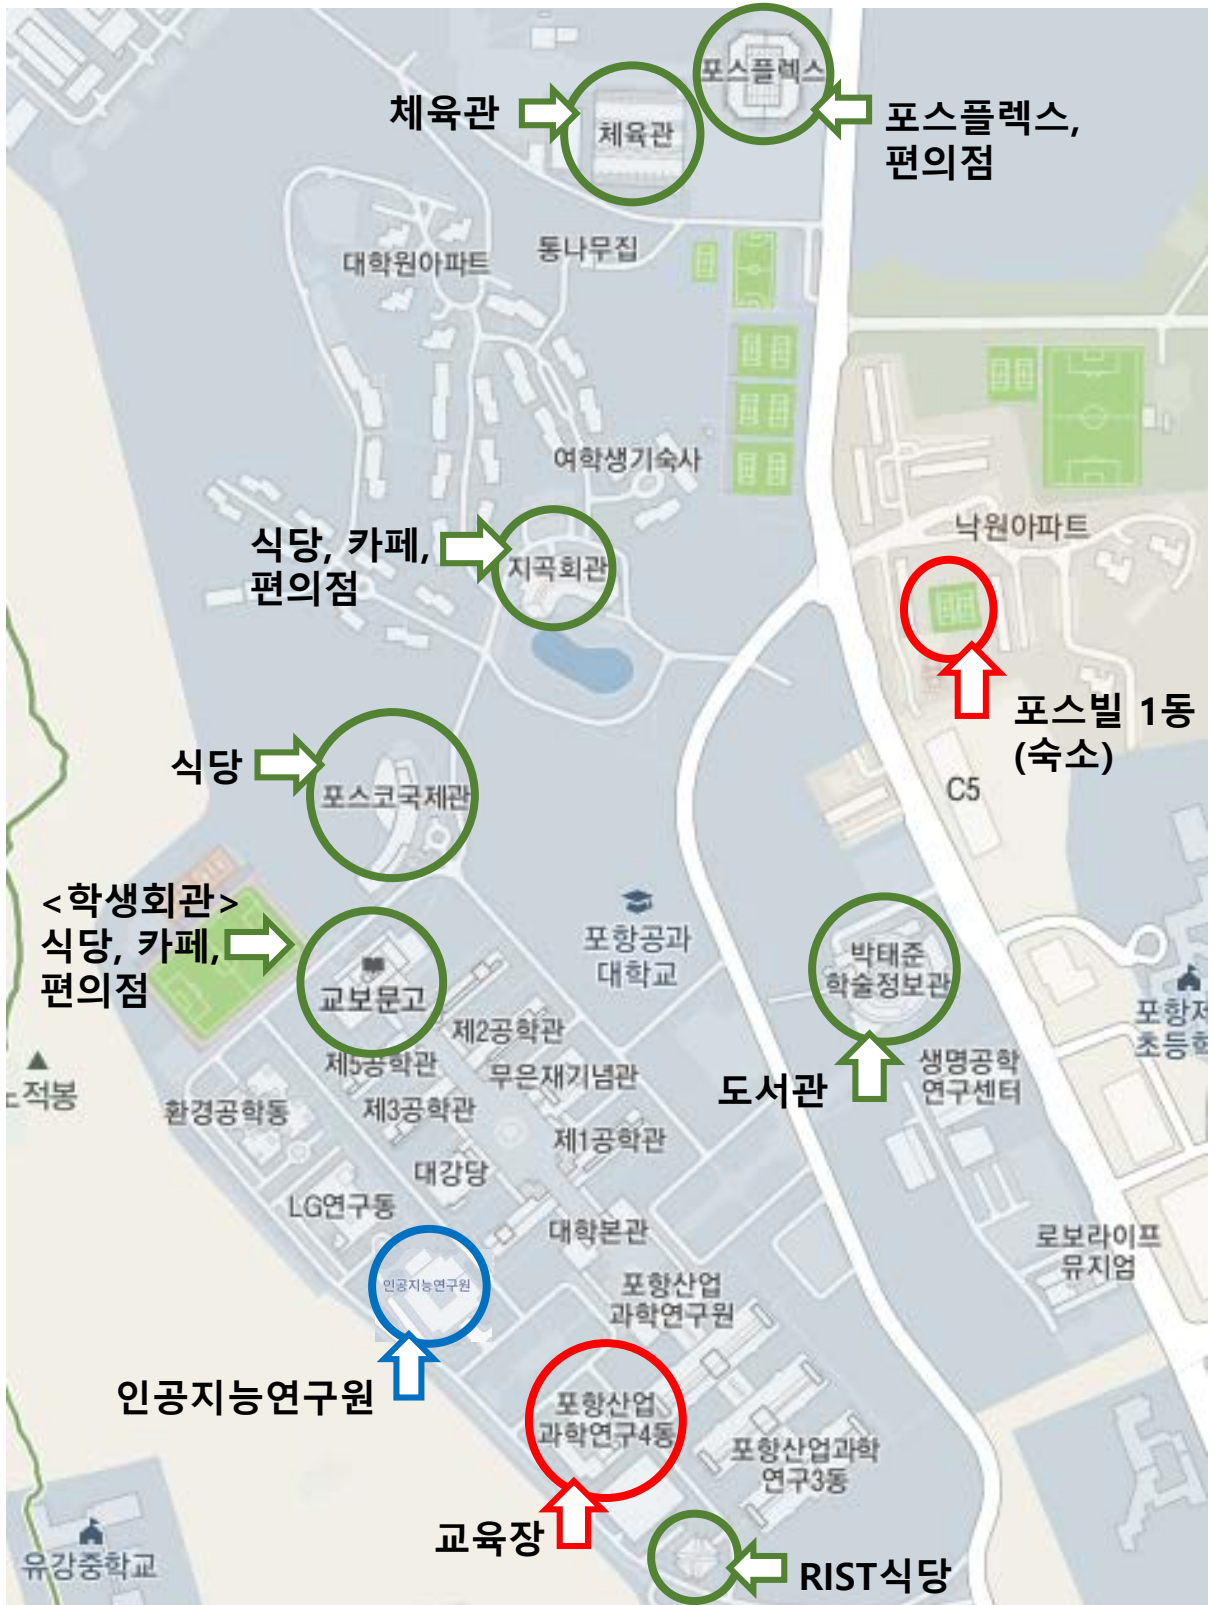 포스플렉스
체육관
체육관
포스플렉스,
편의점
대학원아파트
통나무집
여학생기숙사
낙원아파트
식당, 카페,
편의점
지곡회관
포스빌 1동
(숙소)
식당
포스코국제관
C5
<학생회관>
식당, 카페,
편의점
교보문고
포항공과
대학교
박태준
학술정보관
포항제
초등학
제2공학관
제5공학관
무은재기념관
도서관
생명공학
연구센터
노적봉
환경공학동
제3공학관
제1공학관
대강당
LG연구동
대학본관
로보라이프
뮤지엄
인공지능연구원
포항산업
과학연구원
인공지능연구원
포항산업
과학연구4동
포항산업과학
연구3동
교육장
유강중학교
RIST식당